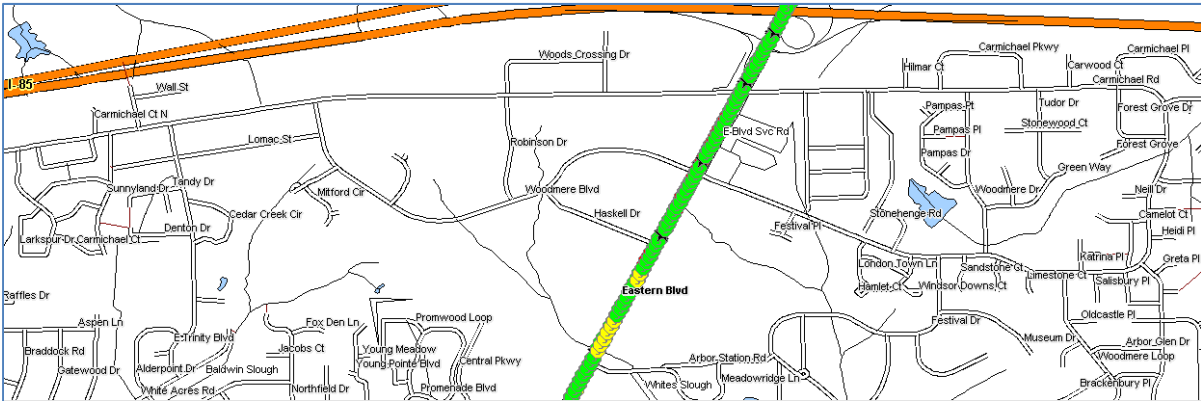 Woods Crossing Dr
Carmichael Pkwy
Carmichael Pl
Hilmar Ct
Carwood Ct
Carmichael Rd
I-85
Wall St
Carmichael Ct N
Lomac St
Robinson Dr
E-Blvd Svc Rd
Pampas Pt
Tudor Dr
Forest Grove Dr
Pampas Pl
Stonewood Ct
Forest Grove
Pampas Dr
Green Way
Sunnyland Dr
Tandy Dr
Mitford Cir
Woodmere Blvd
Woodmere Dr
Neill Dr
Cedar Creek Cir
Haskell Dr
Stonehenge Rd
Camelot Ct
Denton Dr
Festival Pl
Heidi Pl
Larkspur Dr
Carmichael Ct
London Town Ln
Sandstone Ct
Katrina Pl
Greta Pl
Limestone Ct
Salisbury Pl
Hamlet Ct
Windsor Downs Ct
Raffles Dr
Eastern Blvd
Aspen Ln
Fox Den Ln
Promwood Loop
Festival Dr
Oldcastle Pl
E-Trinity Blvd
Museum Dr
Arbor Glen Dr
Braddock Rd
Jacobs Ct
Young Meadow
Central Pkwy
Arbor Station Rd
Woodmere Loop
Gatewood Dr
Alderpoint Dr
Baldwin Slough
Young Pointe Blvd
Meadowridge Ln
White Acres Rd
Northfield Dr
Promenade Blvd
Whites Slough
Brackenbury Pl